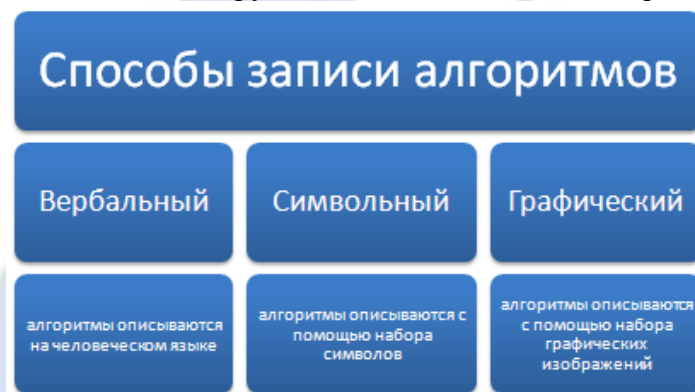 Способы записи алгоритмов
Вербальный
Символьный
Графический
алгоритмы описываются
на человеческом языке
алгоритмы описываются с
помощью набора
символов
алгоритмы описываются
с помощью набора
графических
изображений